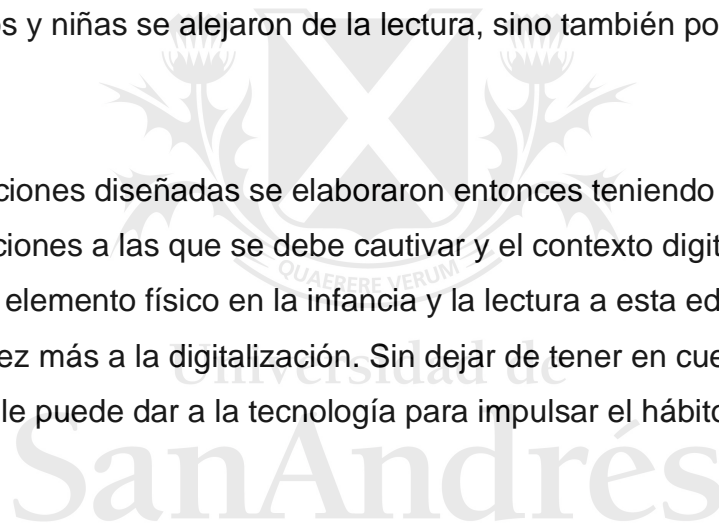 os y niñas se alejaron de la lectura, sino también po
ciones diseñadas se elaboraron entonces teniendo
ciones a las que se debe cautivar y el contexto digit
QUAERERE VERUM
elemento físico en la infancia y la lectura a esta ed
ez más a la digitalización. Sin dejar de tener en cue
Universidad de
le puede dar a la tecnología para impulsar el hábito
SanAndrés